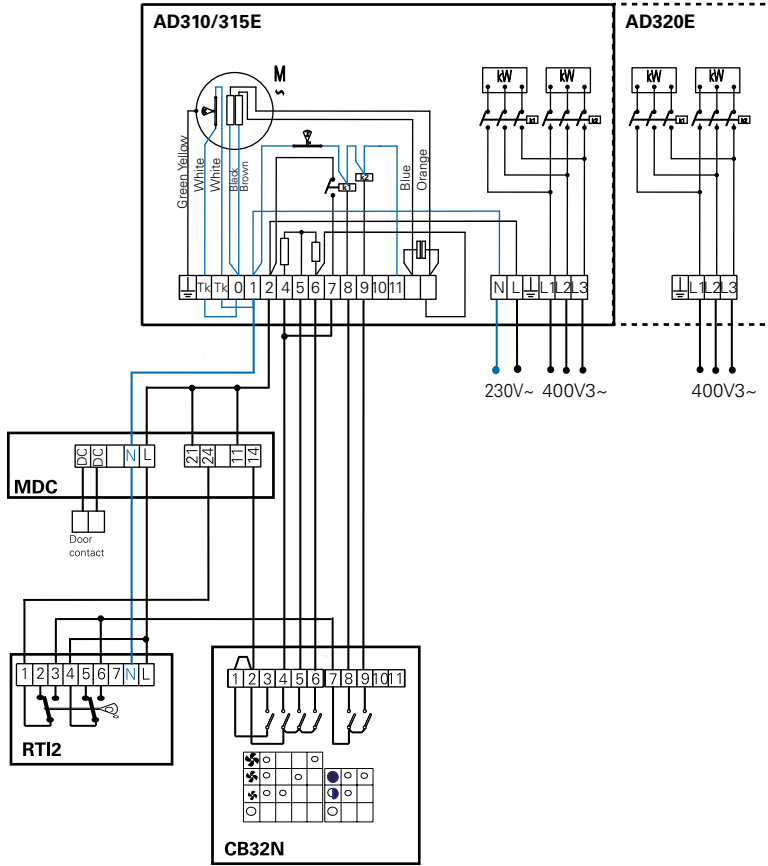 AD310/315E
AD320E
M
~
kW kW kW kW
k1 k2 k1 k2
Green Yellow
White
White
Black
Brown
k1
k2
Blue
Orange
Tk Tk 0 1 2 4 5 6 7 8 9 10 11
N L L1 L2 L3
L1 L2 L3
230V~ 400V3~
400V3~
DC DC N L
21 24 11 14
MDC
Door
contact
1 2 3 4 5 6 7 N L
RTI2
1 2 3 4 5 6 7 8 9 10 11
CB32N